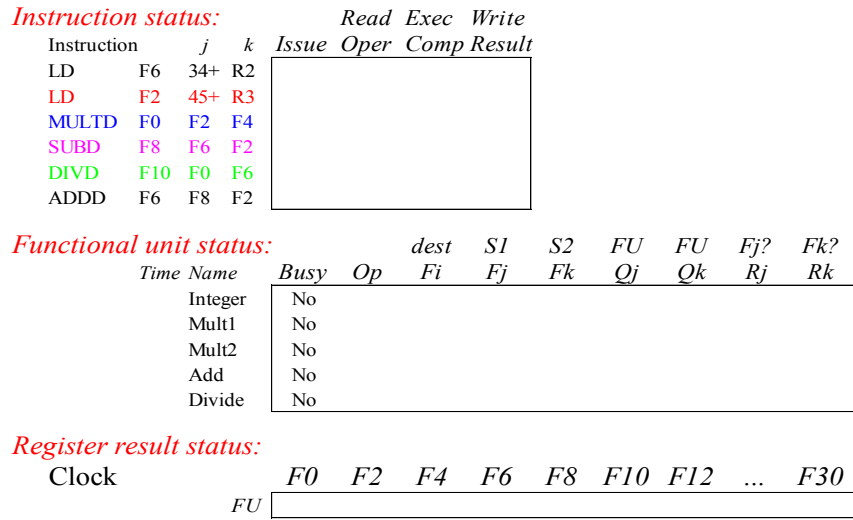 Instruction status: Read Exec Write
Instruction j k Issue Oper Comp Result
LD F6 34+ R2
LD F2 45+ R3
MULTD F0 F2 F4
SUBD F8 F6 F2
DIVD F10 F0 F6
ADDD F6 F8 F2
Functional unit status: dest S1 S2 FU FU Fj? Fk?
Time Name Busy Op Fi Fj Fk Qj Qk Rj Rk
Integer No
Mult1 No
Mult2 No
Add No
Divide No
Register result status:
Clock F0 F2 F4 F6 F8 F10 F12 ... F30
FU